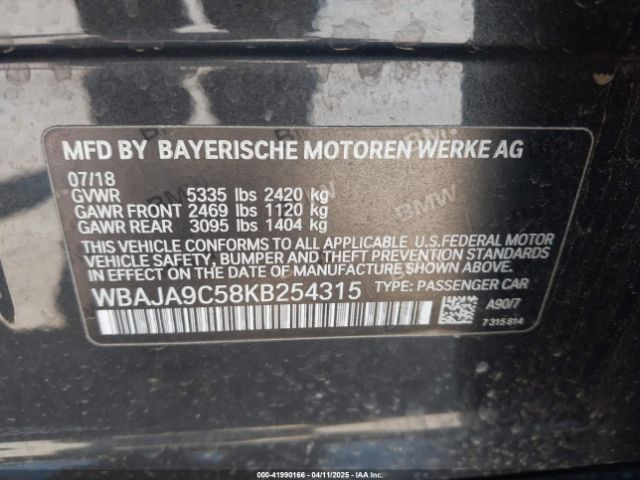 MFD BY BAYERISCHE MOTOREN WERKE AG
07/18
GVWR 5335 lbs 2420 kg
GAWR FRONT 2469 lbs 1120 kg
GAWR REAR 3095 lbs 1404 kg
THIS VEHICLE CONFORMS TO ALL APPLICABLE U.S.FEDERAL MOTOR
VEHICLE SAFETY, BUMPER AND THEFT PREVENTION STANDARDS
IN EFFECT ON THE DATE OF MANUFACTURE SHOWN ABOVE.
WBAJA9C58KB254315 TYPE: PASSENGER CAR
A90/7
7315814
000-41990166 04/11/2025 IAA